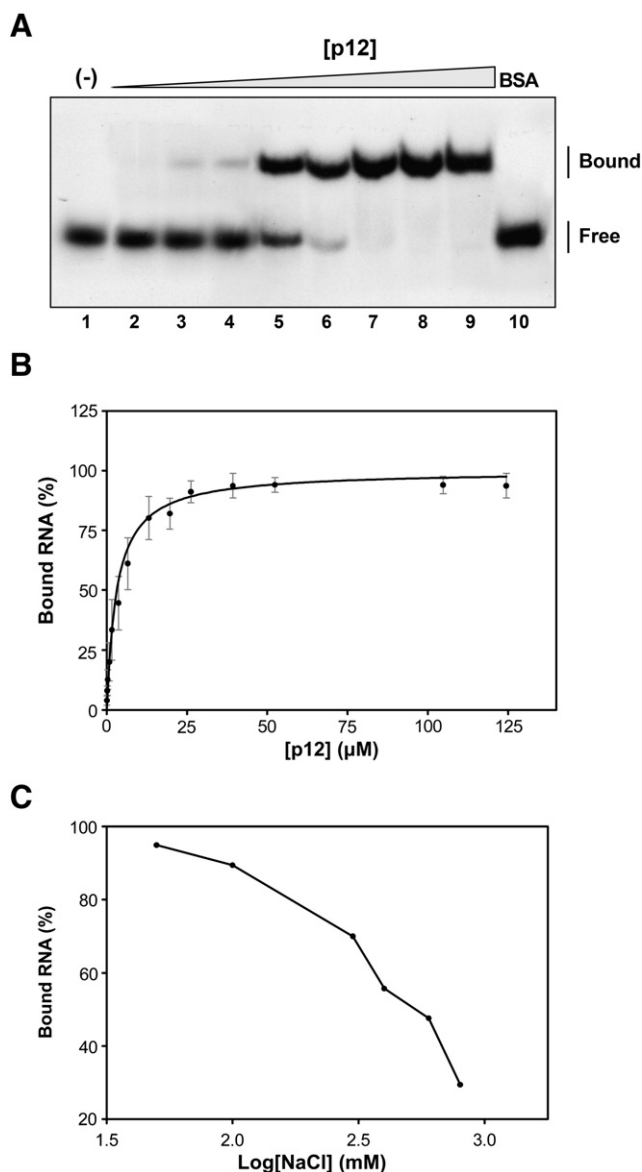 A
[p12]
(-) BSA
Bound
Free
1 2 3 4 5 6 7 8 9 10
B
125
100
75
50
25
0
Bound RNA (%)
0 25 50 75 100 125
[p12] (µM)
C
100
80
60
40
20
Bound RNA (%)
1.5 2.0 2.5 3.0
Log[NaCl] (mM)